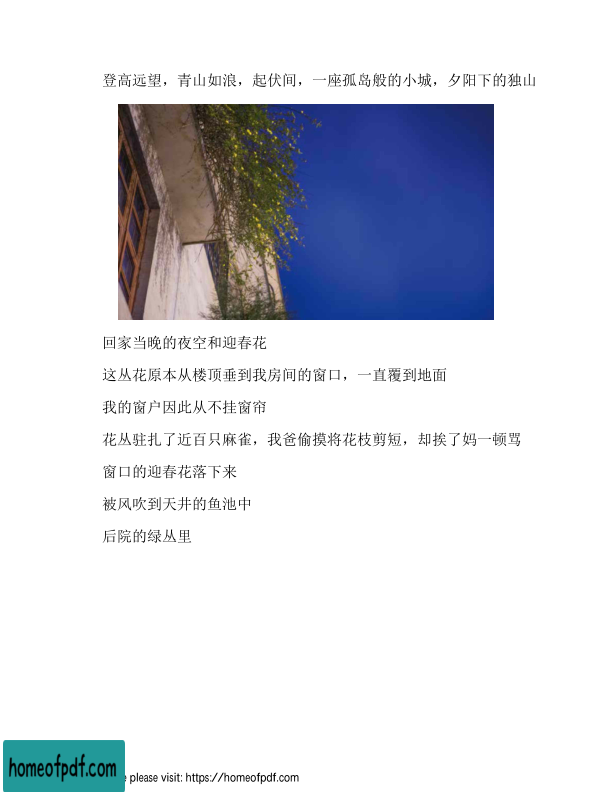 登高远望，青山如浪，起伏间，一座孤岛般的小城，夕阳下的独山
回家当晚的夜空和迎春花
这丛花原本从楼顶垂到我房间的窗口，一直覆到地面
我的窗户因此从不挂窗帘
花丛驻扎了近百只麻雀，我爸偷摸将花枝剪短，却挨了妈一顿骂
窗口的迎春花落下来
被风吹到天井的鱼池中
后院的绿丛里
homeofpdf.com
please visit: https://homeofpdf.com